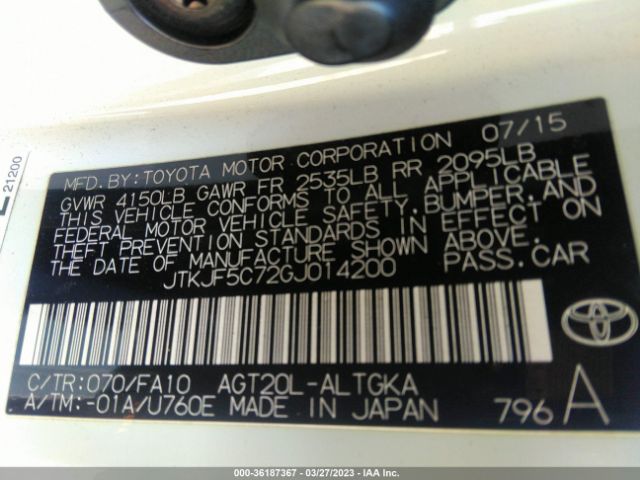 21200
MFD. BY: TOYOTA MOTOR CORPORATION 07/15
GVWR 4150LB GAWR FR 2535LB RR 2095LB
THIS VEHICLE CONFORMS TO ALL APPLICABLE
FEDERAL MOTOR VEHICLE SAFETY, BUMPER, AND
THEFT PREVENTION STANDARDS IN EFFECT ON
THE DATE OF MANUFACTURE SHOWN ABOVE.
JTKJF5C72GJ014200 PASS. CAR
C/TR:070/FA10 AGT20L-ALTGKA
A/TM:-01A/U760E MADE IN JAPAN 796 A
000-36187367 - 03/27/2023 - IAA Inc.